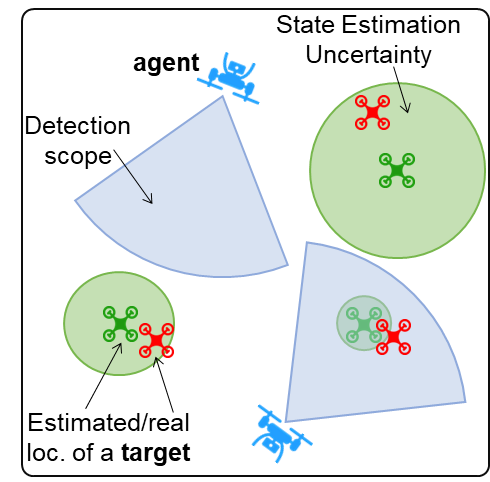 State Estimation
Uncertainty
agent
Detection
scope
Estimated/real
loc. of a target